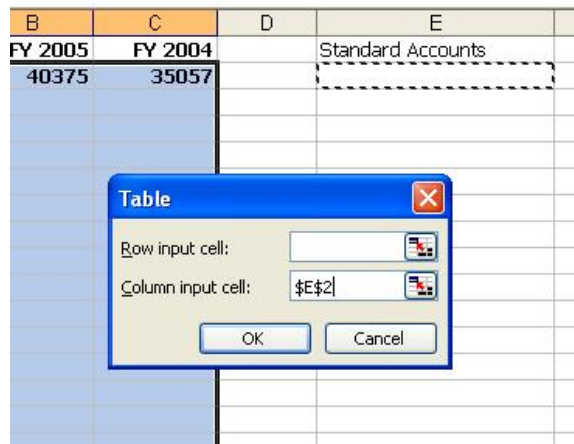 B C D E
FY 2005 FY 2004 Standard Accounts
40375 35057
Table
Row input cell:
Column input cell: $E$2
OK Cancel